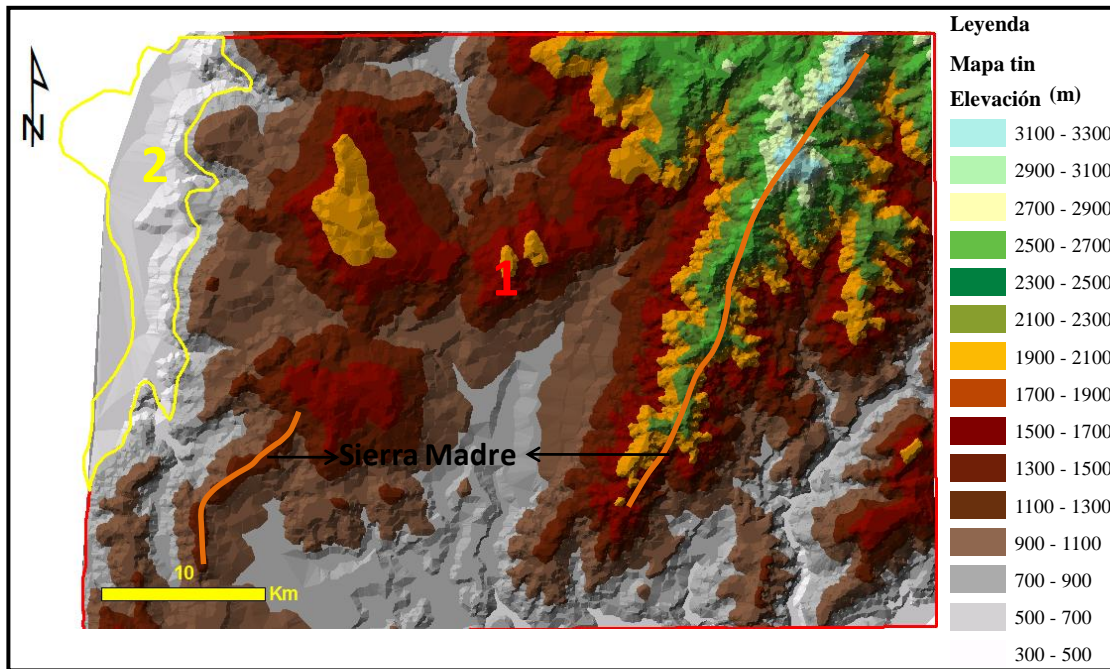 N
2
1
Sierra Madre
10
Km
Leyenda
Mapa tin
Elevación (m)
3100 - 3300
2900 - 3100
2700 - 2900
2500 - 2700
2300 - 2500
2100 - 2300
1900 - 2100
1700 - 1900
1500 - 1700
1300 - 1500
1100 - 1300
900 - 1100
700 - 900
500 - 700
300 - 500